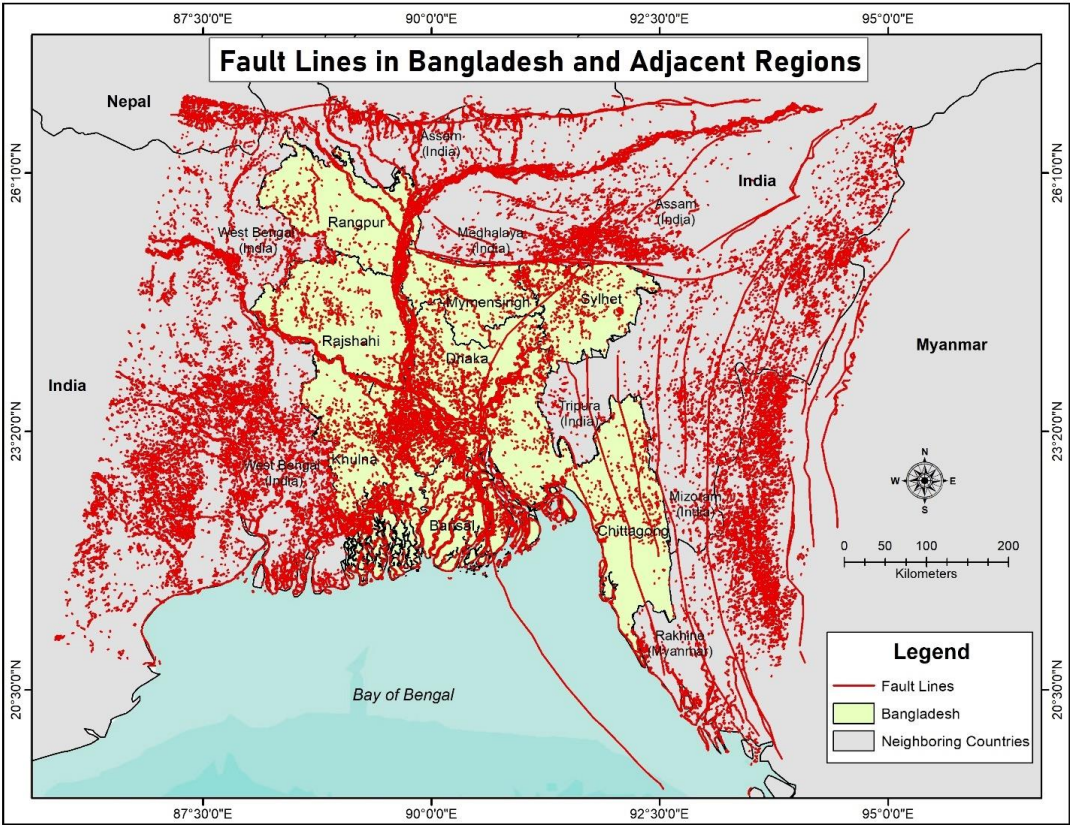 87°30'0"E
90°0'0"E
92°30'0"E
95°0'0"E
Fault Lines in Bangladesh and Adjacent Regions
Nepal
Assam
(India)
26°10'0"N
26°10'0"N
India
Rangpur
Assam
(India)
West Bengal
(India)
Meghalaya
(India)
Mymensingh
Sylhet
Rajshahi
Dhaka
Myanmar
India
Tripura
(India)
23°20'0"N
23°20'0"N
Khulna
West Bengal
(India)
N
W
E
S
Mizoram
(India)
Barisal
Chittagong
0 50 100 200
Kilometers
Rakhine
(Myanmar)
Bay of Bengal
20°30'0"N
20°30'0"N
Legend
Fault Lines
Bangladesh
Neighboring Countries
87°30'0"E
90°0'0"E
92°30'0"E
95°0'0"E